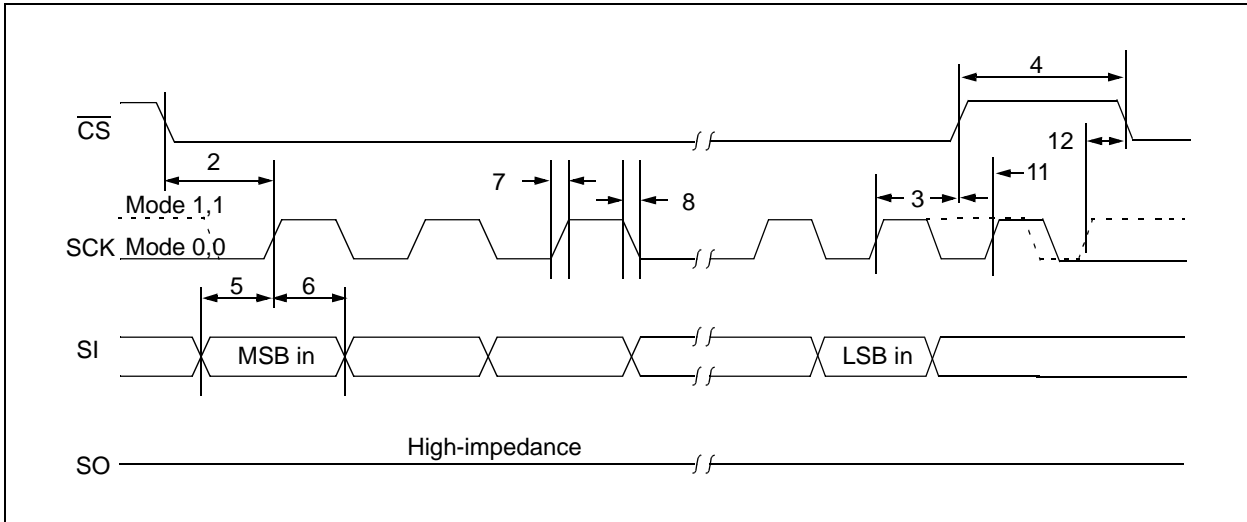 4
CS
12
2
7
8
3
11
Mode 1,1
SCK Mode 0,0
5
6
SI
MSB in
LSB in
High-impedance
SO